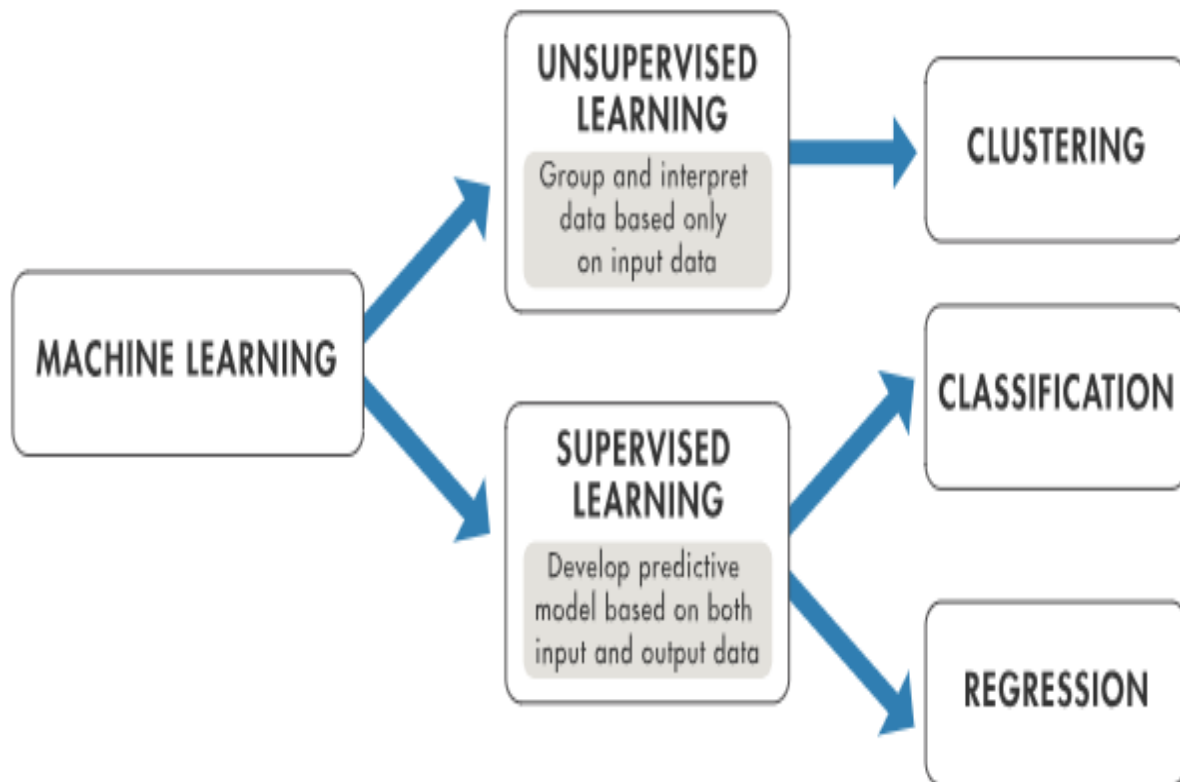 MACHINE LEARNING
UNSUPERVISED
LEARNING
Group and interpret
data based only
on input data
CLUSTERING
SUPERVISED
LEARNING
Develop predictive
model based on both
input and output data
CLASSIFICATION
REGRESSION